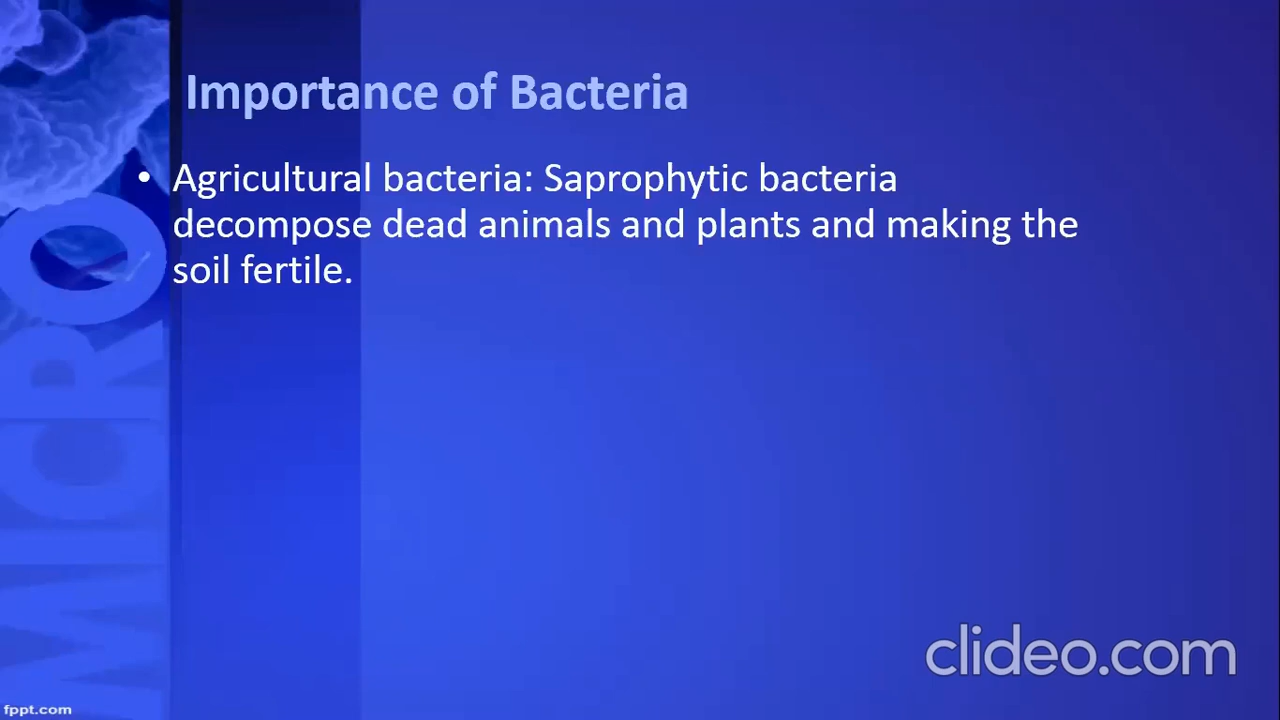 Importance of Bacteria
• Agricultural bacteria: Saprophytic bacteria
decompose dead animals and plants and making the
soil fertile.
MICRO
clideo.com
fppt.com